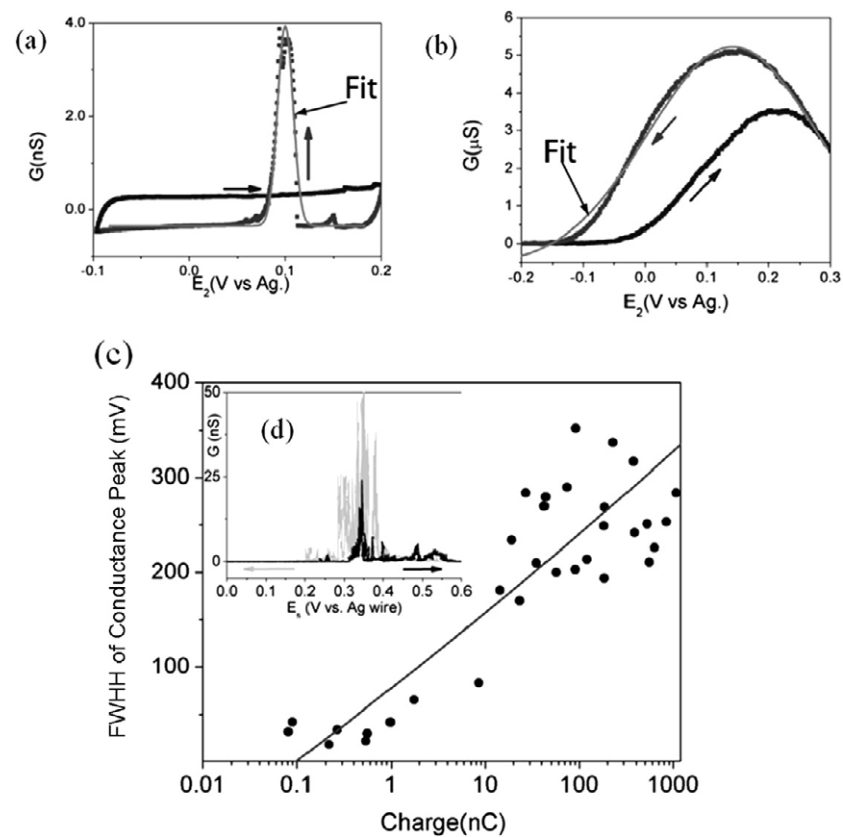 (a)
4.0
2.0
0.0
G(nS)
Fit
-0.1
0.0
0.1
0.2
E₂(V vs Ag.)
(b)
6
5
4
3
2
1
0
G(μS)
Fit
-0.2
-0.1
0.0
0.1
0.2
0.3
E₂(V vs Ag.)
(c)
400
300
200
100
FWHH of Conductance Peak (mV)
(d)
50
25
0
G (nS)
0.0
0.1
0.2
0.3
0.4
0.5
0.6
(V vs. Ag wire)
0.01
0.1
1
10
100
1000
Charge(nC)